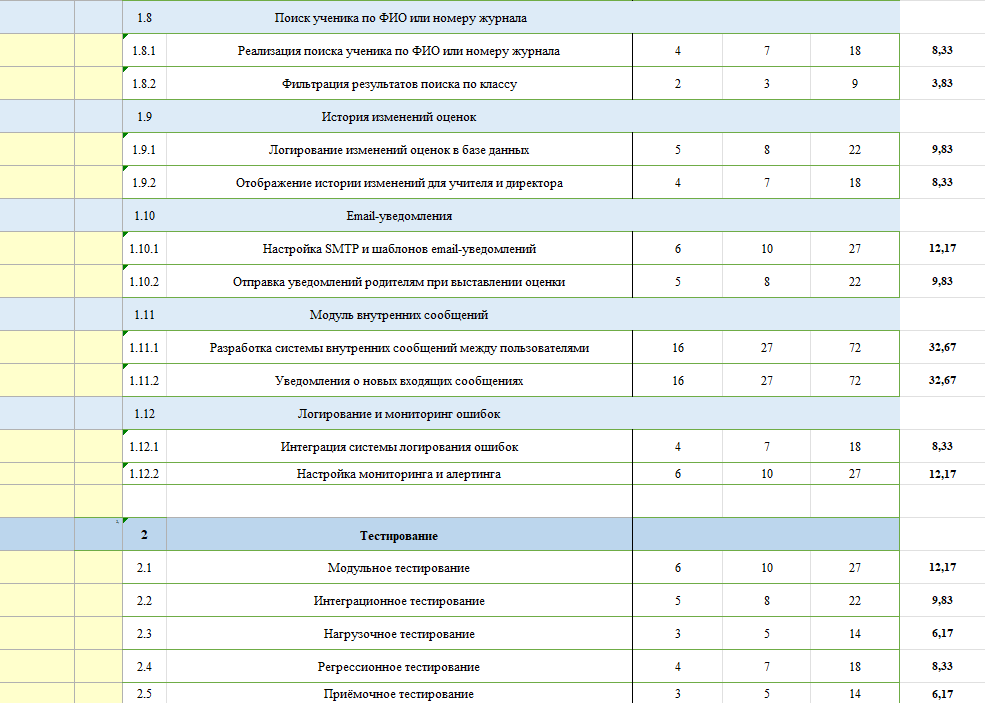 1.8 Поиск ученика по ФИО или номеру журнала
1.8.1 Реализация поиска ученика по ФИО или номеру журнала 4 7 18 8,33
1.8.2 Фильтрация результатов поиска по классу 2 3 9 3,83
1.9 История изменений оценок
1.9.1 Логирование изменений оценок в базе данных 5 8 22 9,83
1.9.2 Отображение истории изменений для учителя и директора 4 7 18 8,33
1.10 Email-уведомления
1.10.1 Настройка SMTP и шаблонов email-уведомлений 6 10 27 12,17
1.10.2 Отправка уведомлений родителям при выставлении оценки 5 8 22 9,83
1.11 Модуль внутренних сообщений
1.11.1 Разработка системы внутренних сообщений между пользователями 16 27 72 32,67
1.11.2 Уведомления о новых входящих сообщениях 16 27 72 32,67
1.12 Логирование и мониторинг ошибок
1.12.1 Интеграция системы логирования ошибок 4 7 18 8,33
1.12.2 Настройка мониторинга и алертинга 6 10 27 12,17
2 Тестирование
2.1 Модульное тестирование 6 10 27 12,17
2.2 Интеграционное тестирование 5 8 22 9,83
2.3 Нагрузочное тестирование 3 5 14 6,17
2.4 Регрессионное тестирование 4 7 18 8,33
2.5 Приёмочное тестирование 3 5 14 6,17